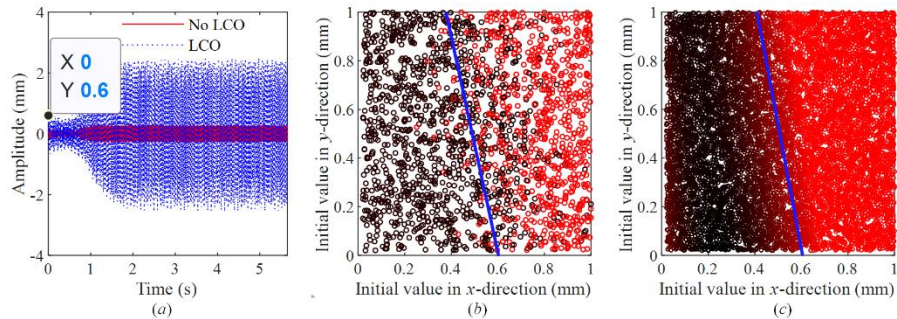 No LCO
LCO
X 0
Y 0.6
Amplitude (mm)
4
2
0
-2
-4
0 1 2 3 4 5
Time (s)
(a)
Initial value in y-direction (mm)
1
0.8
0.6
0.4
0.2
0
0 0.2 0.4 0.6 0.8 1
Initial value in x-direction (mm)
(b)
Initial value in y-direction (mm)
1
0.8
0.6
0.4
0.2
0
0 0.2 0.4 0.6 0.8 1
Initial value in x-direction (mm)
(c)